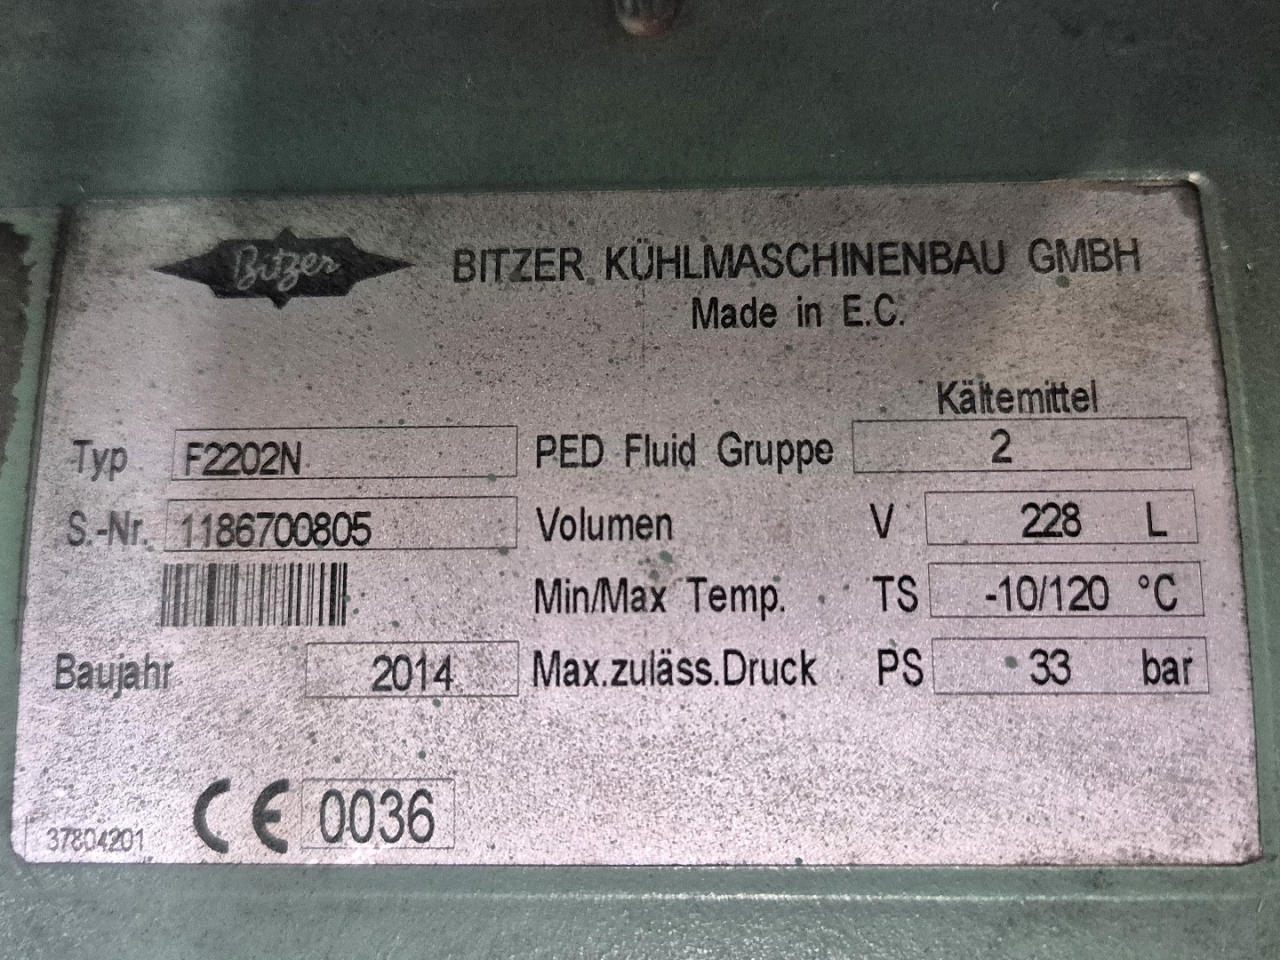 Bitzer
BITZER KÜHLMASCHINENBAU GMBH
Made in E.C.
Kältemittel
Typ F2202N PED Fluid Gruppe 2
S.-Nr. 1186700805 Volumen V 228 L
Min/Max Temp. TS -10/120 °C
Baujahr 2014 Max.zuläss.Druck PS 33 bar
CE 0036
37804201